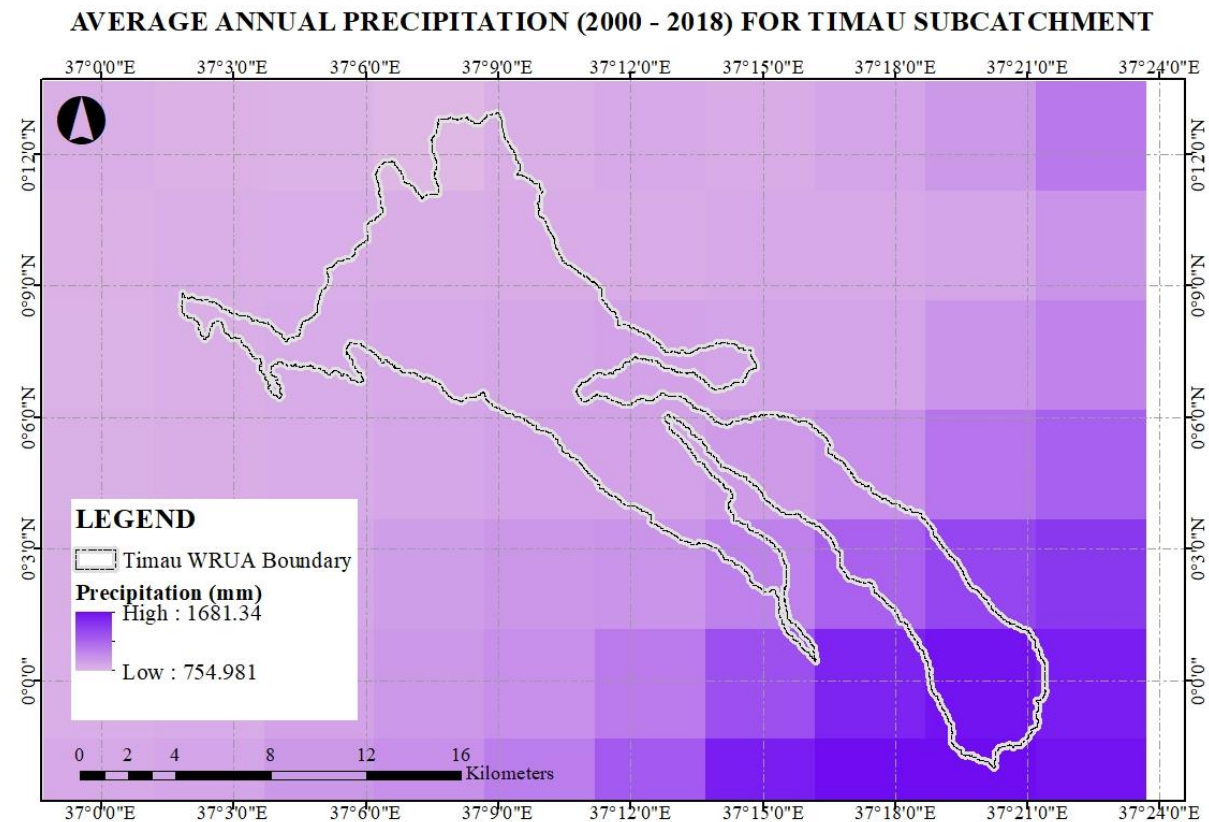 AVERAGE ANNUAL PRECIPITATION (2000 - 2018) FOR TIMAU SUBCATCHMENT
37°0'0"E 37°3'0"E 37°6'0"E 37°9'0"E 37°12'0"E 37°15'0"E 37°18'0"E 37°21'0"E 37°24'0"E
0°12'0"N 0°12'0"N
0°9'0"N 0°9'0"N
0°6'0"N 0°6'0"N
0°3'0"N 0°3'0"N
0°0'0" 0°0'0"
LEGEND
Timau WRUA Boundary
Precipitation (mm)
High : 1681.34
Low : 754.981
0 2 4 8 12 16
Kilometers
37°0'0"E 37°3'0"E 37°6'0"E 37°9'0"E 37°12'0"E 37°15'0"E 37°18'0"E 37°21'0"E 37°24'0"E